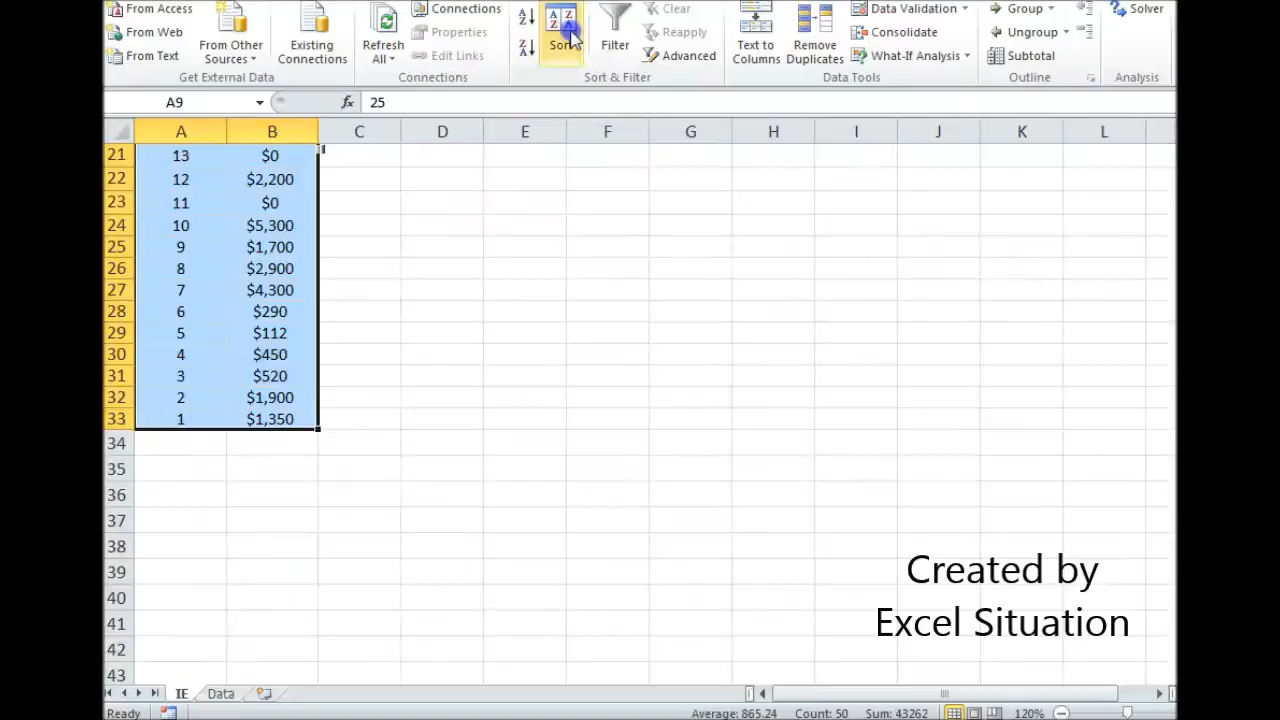 From Access
From Web
From Text
From Other Sources
Existing Connections
Get External Data
Refresh All
Connections
Properties
Edit Links
Connections
Sort
Filter
Clear
Reapply
Advanced
Sort & Filter
Text to Columns
Remove Duplicates
Data Validation
Consolidate
What-If Analysis
Data Tools
Group
Ungroup
Subtotal
Outline
Solver
Analysis
A9 fx 25
A B C D E F G H I J K L
21 13 $0
22 12 $2,200
23 11 $0
24 10 $5,300
25 9 $1,700
26 8 $2,900
27 7 $4,300
28 6 $290
29 5 $112
30 4 $450
31 3 $520
32 2 $1,900
33 1 $1,350
34
35
36
37
38
39
40
41
42
43
Created by
Excel Situation
IE Data
Ready Average: 865.24 Count: 50 Sum: 43262 120%